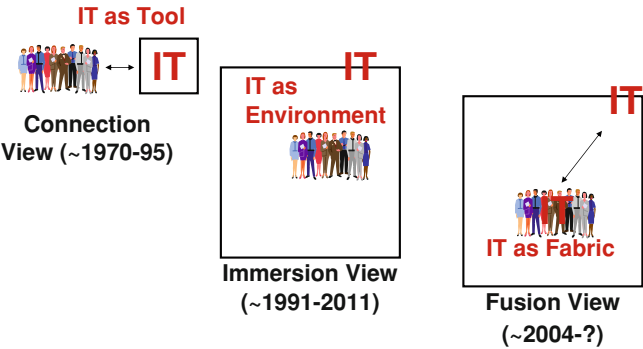 IT as Tool
IT
Connection
View (~1970-95)
IT
IT as
Environment
Immersion View
(~1991-2011)
IT
IT as Fabric
Fusion View
(~2004-?)